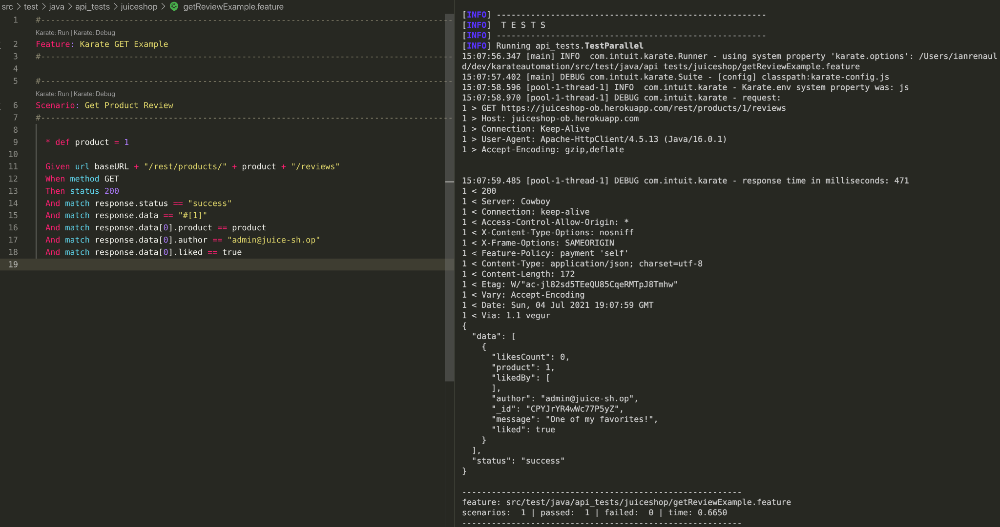 src > test > java > api_tests > juiceshop > getReviewExample.feature
1 #-----------------------------------------------------------------------------------
Karate: Run | Karate: Debug
2 Feature: Karate GET Example
3 #-----------------------------------------------------------------------------------
4
5 #-----------------------------------------------------------------------------------
Karate: Run | Karate: Debug
6 Scenario: Get Product Review
7 #-----------------------------------------------------------------------------------
8
9 * def product = 1
10
11 Given url baseURL + "/rest/products/" + product + "/reviews"
12 When method GET
13 Then status 200
14 And match response.status == "success"
15 And match response.data == "#[1]"
16 And match response.data[0].product == product
17 And match response.data[0].author == "admin@juice-sh.op"
18 And match response.data[0].liked == true
19
[INFO] -------------------------------------------------------
[INFO]  T E S T S
[INFO] -------------------------------------------------------
[INFO] Running api_tests.TestParallel
15:07:56.347 [main] INFO  com.intuit.karate.Runner - using system property 'karate.options': /Users/ianrenaul
d/dev/karateautomation/src/test/java/api_tests/juiceshop/getReviewExample.feature
15:07:57.402 [main] DEBUG com.intuit.karate.Suite - [config] classpath:karate-config.js
15:07:58.596 [pool-1-thread-1] INFO  com.intuit.karate - Karate.env system property was: js
15:07:58.970 [pool-1-thread-1] DEBUG com.intuit.karate - request:
1 > GET https://juiceshop-ob.herokuapp.com/rest/products/1/reviews
1 > Host: juiceshop-ob.herokuapp.com
1 > Connection: Keep-Alive
1 > User-Agent: Apache-HttpClient/4.5.13 (Java/16.0.1)
1 > Accept-Encoding: gzip,deflate
15:07:59.485 [pool-1-thread-1] DEBUG com.intuit.karate - response time in milliseconds: 471
1 < 200
1 < Server: Cowboy
1 < Connection: keep-alive
1 < Access-Control-Allow-Origin: *
1 < X-Content-Type-Options: nosniff
1 < X-Frame-Options: SAMEORIGIN
1 < Feature-Policy: payment 'self'
1 < Content-Type: application/json; charset=utf-8
1 < Content-Length: 172
1 < Etag: W/"ac-jl82sd5TEeQU85CqeRMTpJ8Tmhw"
1 < Vary: Accept-Encoding
1 < Date: Sun, 04 Jul 2021 19:07:59 GMT
1 < Via: 1.1 vegur
{
  "data": [
    {
      "likesCount": 0,
      "product": 1,
      "likedBy": [
      ],
      "author": "admin@juice-sh.op",
      "_id": "CPYJrYR4wWc77P5yZ",
      "message": "One of my favorites!",
      "liked": true
    }
  ],
  "status": "success"
}
---------------------------------------------------------
feature: src/test/java/api_tests/juiceshop/getReviewExample.feature
scenarios:  1 | passed:  1 | failed:  0 | time: 0.6650
---------------------------------------------------------